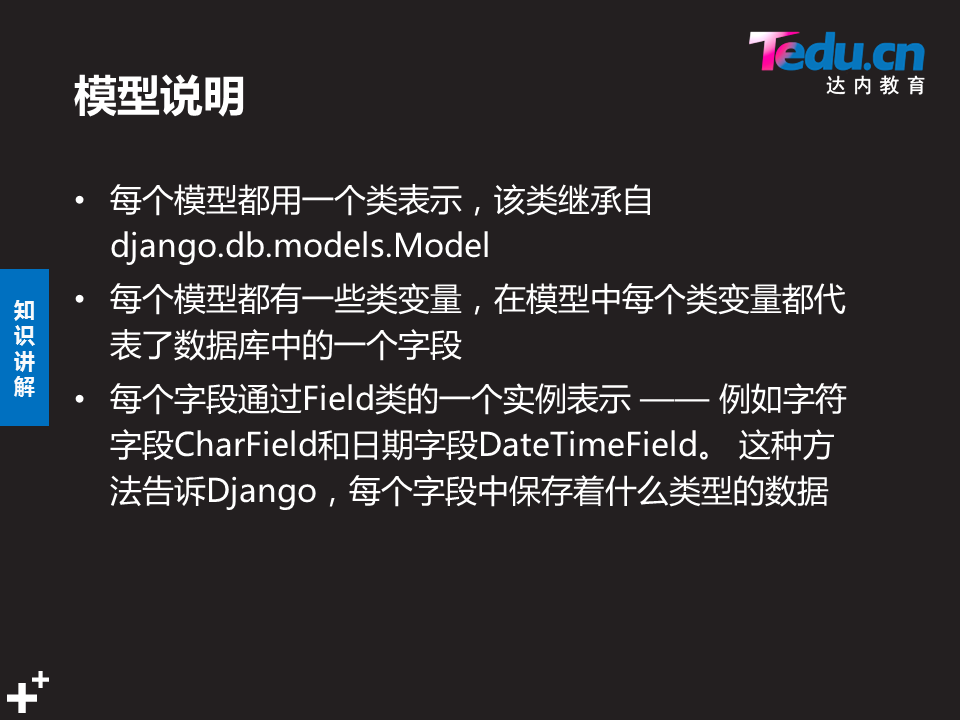 Tedu.cn
达内教育
模型说明
• 每个模型都用一个类表示，该类继承自
django.db.models.Model
• 每个模型都有一些类变量，在模型中每个类变量都代
表了数据库中的一个字段
• 每个字段通过Field类的一个实例表示 —— 例如字符
字段CharField和日期字段DateTimeField。 这种方
法告诉Django，每个字段中保存着什么类型的数据
知
识
讲
解